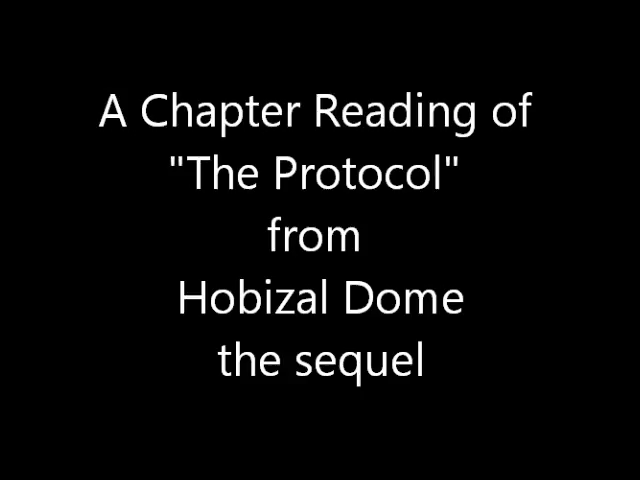 A Chapter Reading of
"The Protocol"
from
Hobizal Dome
the sequel